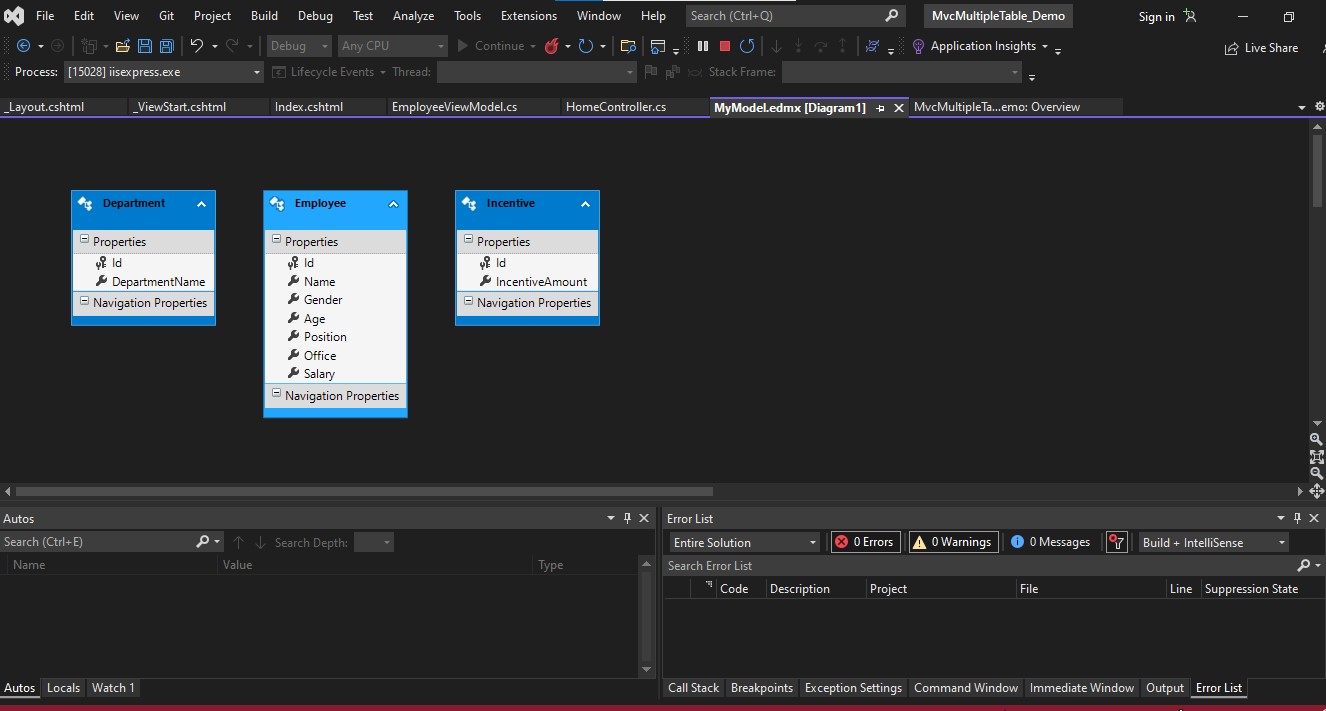 File Edit View Git Project Build Debug Test Analyze Tools Extensions Window Help Search (Ctrl+Q) MvcMultipleTable_Demo Sign in
Debug Any CPU Continue Application Insights Live Share
Process: [15028] iisexpress.exe Lifecycle Events Thread: Stack Frame:
_Layout.cshtml _ViewStart.cshtml Index.cshtml EmployeeViewModel.cs HomeController.cs MyModel.edmx [Diagram1] MvcMultipleTa...emo: Overview
Department
Properties
Id
DepartmentName
Navigation Properties
Employee
Properties
Id
Name
Gender
Age
Position
Office
Salary
Navigation Properties
Incentive
Properties
Id
IncentiveAmount
Navigation Properties
Autos
Search (Ctrl+E) Search Depth:
Name Value Type
Autos Locals Watch 1
Error List
Entire Solution 0 Errors 0 Warnings 0 Messages Build + IntelliSense
Search Error List
Code Description Project File Line Suppression State
Call Stack Breakpoints Exception Settings Command Window Immediate Window Output Error List